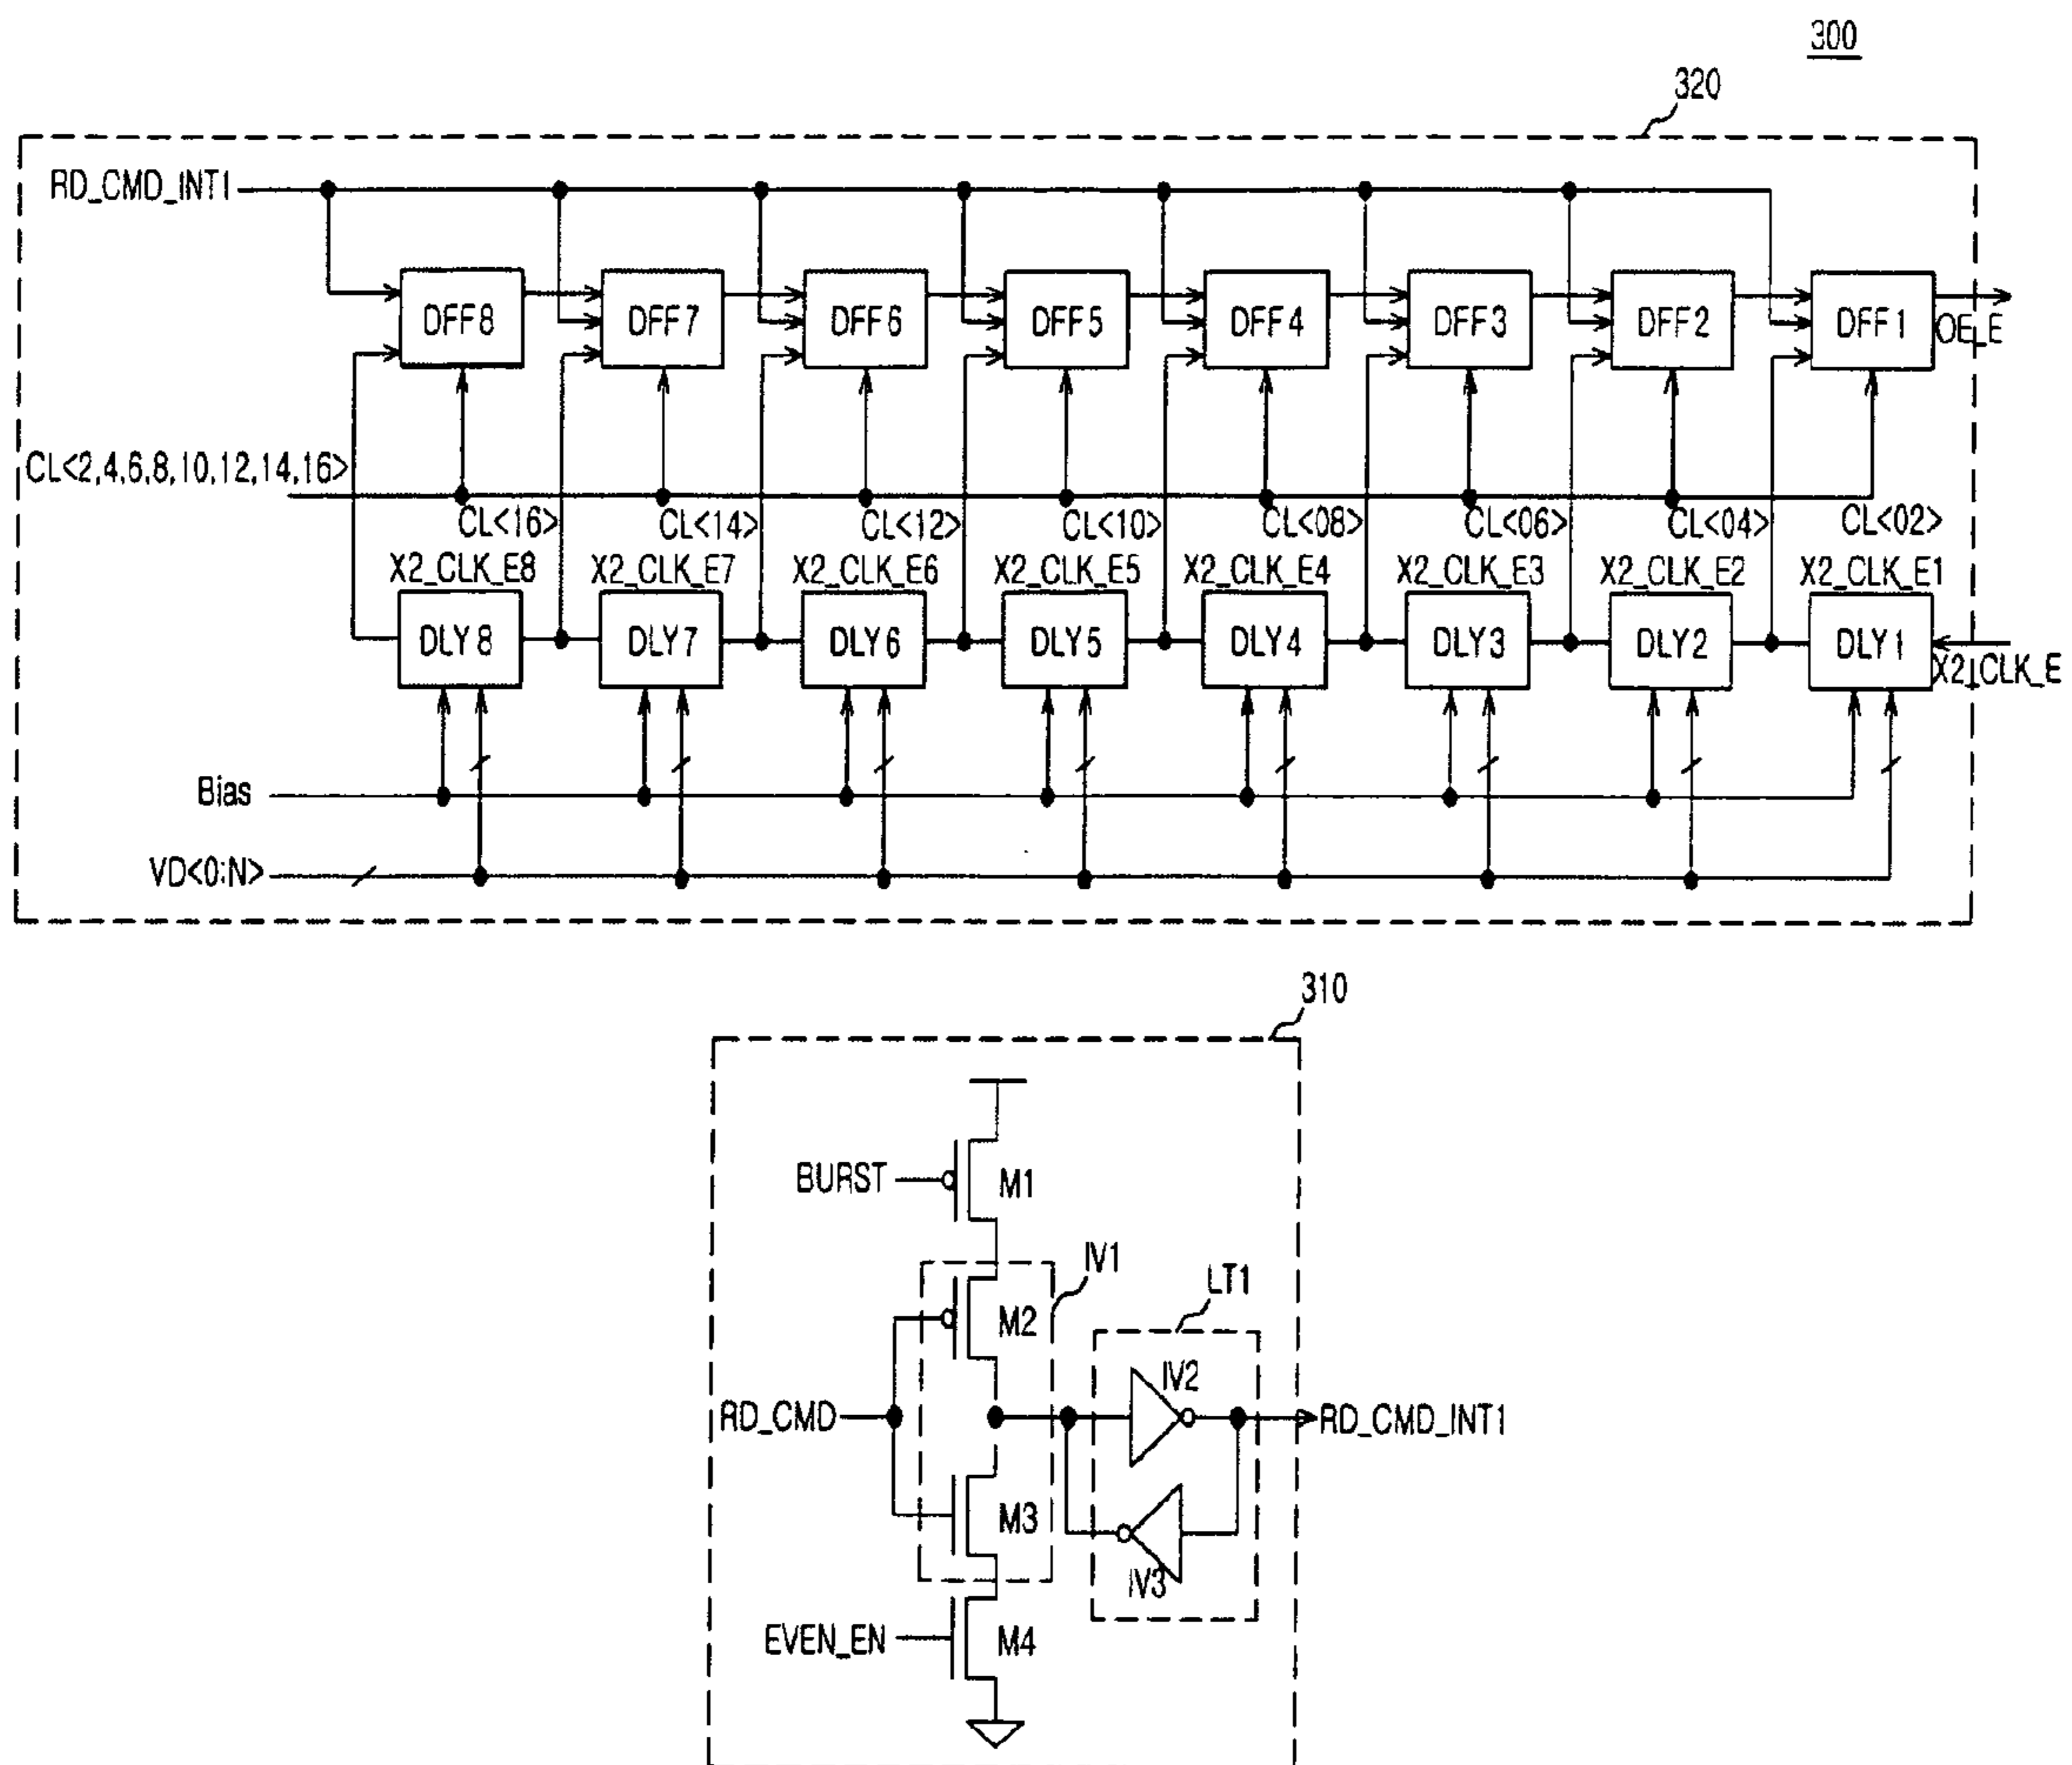 300
320
RD_CMD_INT1
DFF8 DFF7 DFF6 DFF5 DFF4 DFF3 DFF2 DFF1
OE_E
CL<2,4,6,8,10,12,14,16>
CL<16> CL<14> CL<12> CL<10> CL<08> CL<06> CL<04> CL<02>
X2_CLK_E8 X2_CLK_E7 X2_CLK_E6 X2_CLK_E5 X2_CLK_E4 X2_CLK_E3 X2_CLK_E2 X2_CLK_E1
DLY8 DLY7 DLY6 DLY5 DLY4 DLY3 DLY2 DLY1
X2_CLK_E
Bias
VD<0:N>
310
BURST M1
IV1
LT1
M2
IV2
RD_CMD RD_CMD_INT1
M3
IV3
EVEN_EN M4